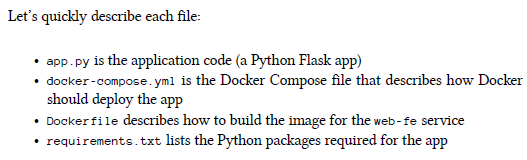 Let’s quickly describe each file:
• app.py is the application code (a Python Flask app)
• docker-compose.yml is the Docker Compose file that describes how Docker
should deploy the app
• Dockerfile describes how to build the image for the web-fe service
• requirements.txt lists the Python packages required for the app